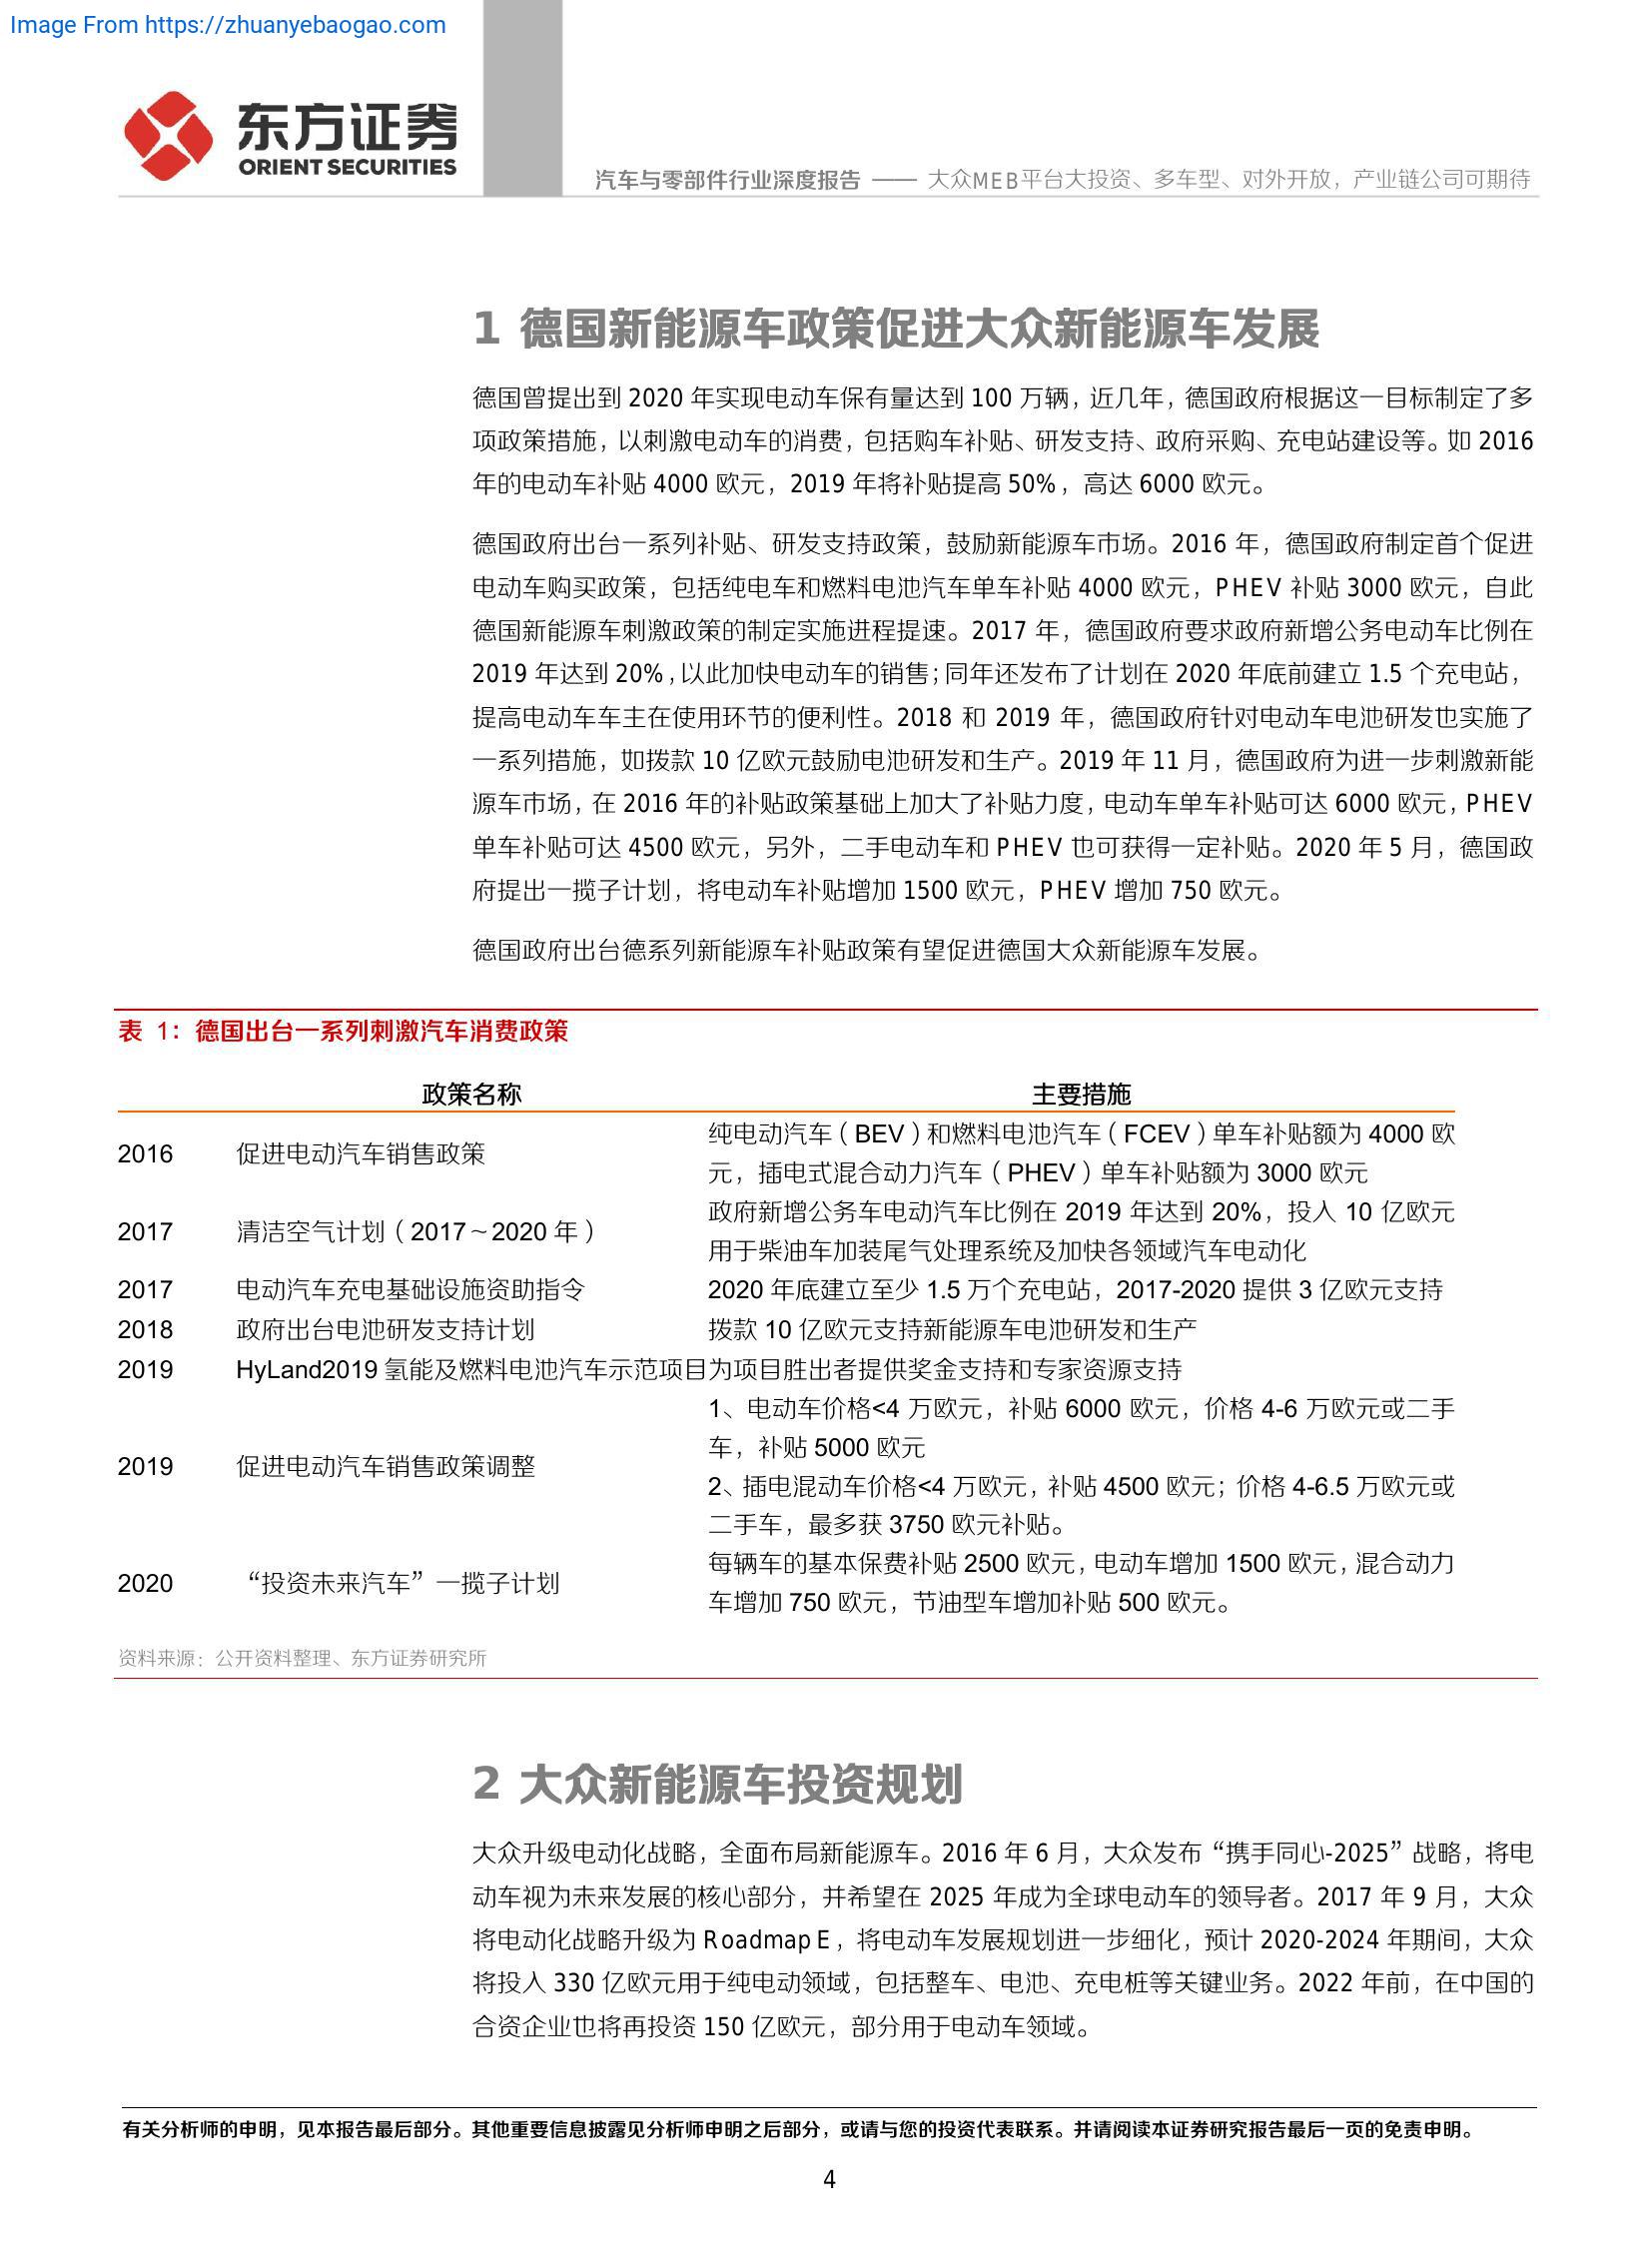 Image From https://zhuanyebaogao.com
东方证券
ORIENT SECURITIES
汽车与零部件行业深度报告 —— 大众MEB平台大投资、多车型、对外开放，产业链公司可期待
1 德国新能源车政策促进大众新能源车发展
德国曾提出到 2020 年实现电动车保有量达到 100 万辆，近几年，德国政府根据这一目标制定了多
项政策措施，以刺激电动车的消费，包括购车补贴、研发支持、政府采购、充电站建设等。如 2016
年的电动车补贴 4000 欧元，2019 年将补贴提高 50%，高达 6000 欧元。
德国政府出台一系列补贴、研发支持政策，鼓励新能源车市场。2016 年，德国政府制定首个促进
电动车购买政策，包括纯电车和燃料电池汽车单车补贴 4000 欧元，PHEV 补贴 3000 欧元，自此
德国新能源车刺激政策的制定实施进程提速。2017 年，德国政府要求政府新增公务电动车比例在
2019 年达到 20%，以此加快电动车的销售；同年还发布了计划在 2020 年底前建立 1.5 个充电站，
提高电动车车主在使用环节的便利性。2018 和 2019 年，德国政府针对电动车电池研发也实施了
一系列措施，如拨款 10 亿欧元鼓励电池研发和生产。2019 年 11 月，德国政府为进一步刺激新能
源车市场，在 2016 年的补贴政策基础上加大了补贴力度，电动车单车补贴可达 6000 欧元，PHEV
单车补贴可达 4500 欧元，另外，二手电动车和 PHEV 也可获得一定补贴。2020 年 5 月，德国政
府提出一揽子计划，将电动车补贴增加 1500 欧元，PHEV 增加 750 欧元。
德国政府出台德系列新能源车补贴政策有望促进德国大众新能源车发展。
表 1：德国出台一系列刺激汽车消费政策
政策名称 主要措施
2016 促进电动汽车销售政策 纯电动汽车（BEV）和燃料电池汽车（FCEV）单车补贴额为 4000 欧
元，插电式混合动力汽车（PHEV）单车补贴额为 3000 欧元
2017 清洁空气计划（2017～2020 年） 政府新增公务车电动汽车比例在 2019 年达到 20%，投入 10 亿欧元
用于柴油车加装尾气处理系统及加快各领域汽车电动化
2017 电动汽车充电基础设施资助指令 2020 年底建立至少 1.5 万个充电站，2017-2020 提供 3 亿欧元支持
2018 政府出台电池研发支持计划 拨款 10 亿欧元支持新能源车电池研发和生产
2019 HyLand2019 氢能及燃料电池汽车示范项目 为项目胜出者提供奖金支持和专家资源支持
2019 促进电动汽车销售政策调整 1、电动车价格<4 万欧元，补贴 6000 欧元，价格 4-6 万欧元或二手
车，补贴 5000 欧元
2、插电混动车价格<4 万欧元，补贴 4500 欧元；价格 4-6.5 万欧元或
二手车，最多获 3750 欧元补贴。
2020 “投资未来汽车”一揽子计划 每辆车的基本保费补贴 2500 欧元，电动车增加 1500 欧元，混合动力
车增加 750 欧元，节油型车增加补贴 500 欧元。
资料来源：公开资料整理、东方证券研究所
2 大众新能源车投资规划
大众升级电动化战略，全面布局新能源车。2016 年 6 月，大众发布“携手同心-2025”战略，将电
动车视为未来发展的核心部分，并希望在 2025 年成为全球电动车的领导者。2017 年 9 月，大众
将电动化战略升级为 Roadmap E，将电动车发展规划进一步细化，预计 2020-2024 年期间，大众
将投入 330 亿欧元用于纯电动领域，包括整车、电池、充电桩等关键业务。2022 年前，在中国的
合资企业也将再投资 150 亿欧元，部分用于电动车领域。
有关分析师的申明，见本报告最后部分。其他重要信息披露见分析师申明之后部分，或请与您的投资代表联系。并请阅读本证券研究报告最后一页的免责申明。
4